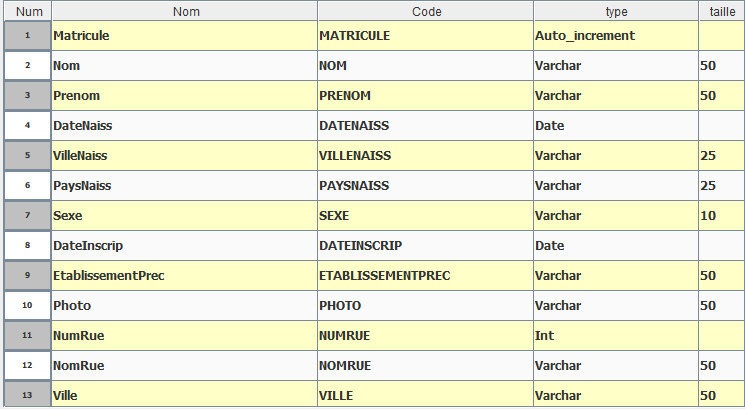 Num Nom Code type taille
1 Matricule MATRICULE Auto_increment
2 Nom NOM Varchar 50
3 Prenom PRENOM Varchar 50
4 DateNaiss DATENAISS Date
5 VilleNaiss VILLENAISS Varchar 25
6 PaysNaiss PAYSNAISS Varchar 25
7 Sexe SEXE Varchar 10
8 DateInscrip DATEINSCRIP Date
9 EtablissementPrec ETABLISSEMENTPREC Varchar 50
10 Photo PHOTO Varchar 50
11 NumRue NUMRUE Int
12 NomRue NOMRUE Varchar 50
13 Ville VILLE Varchar 50